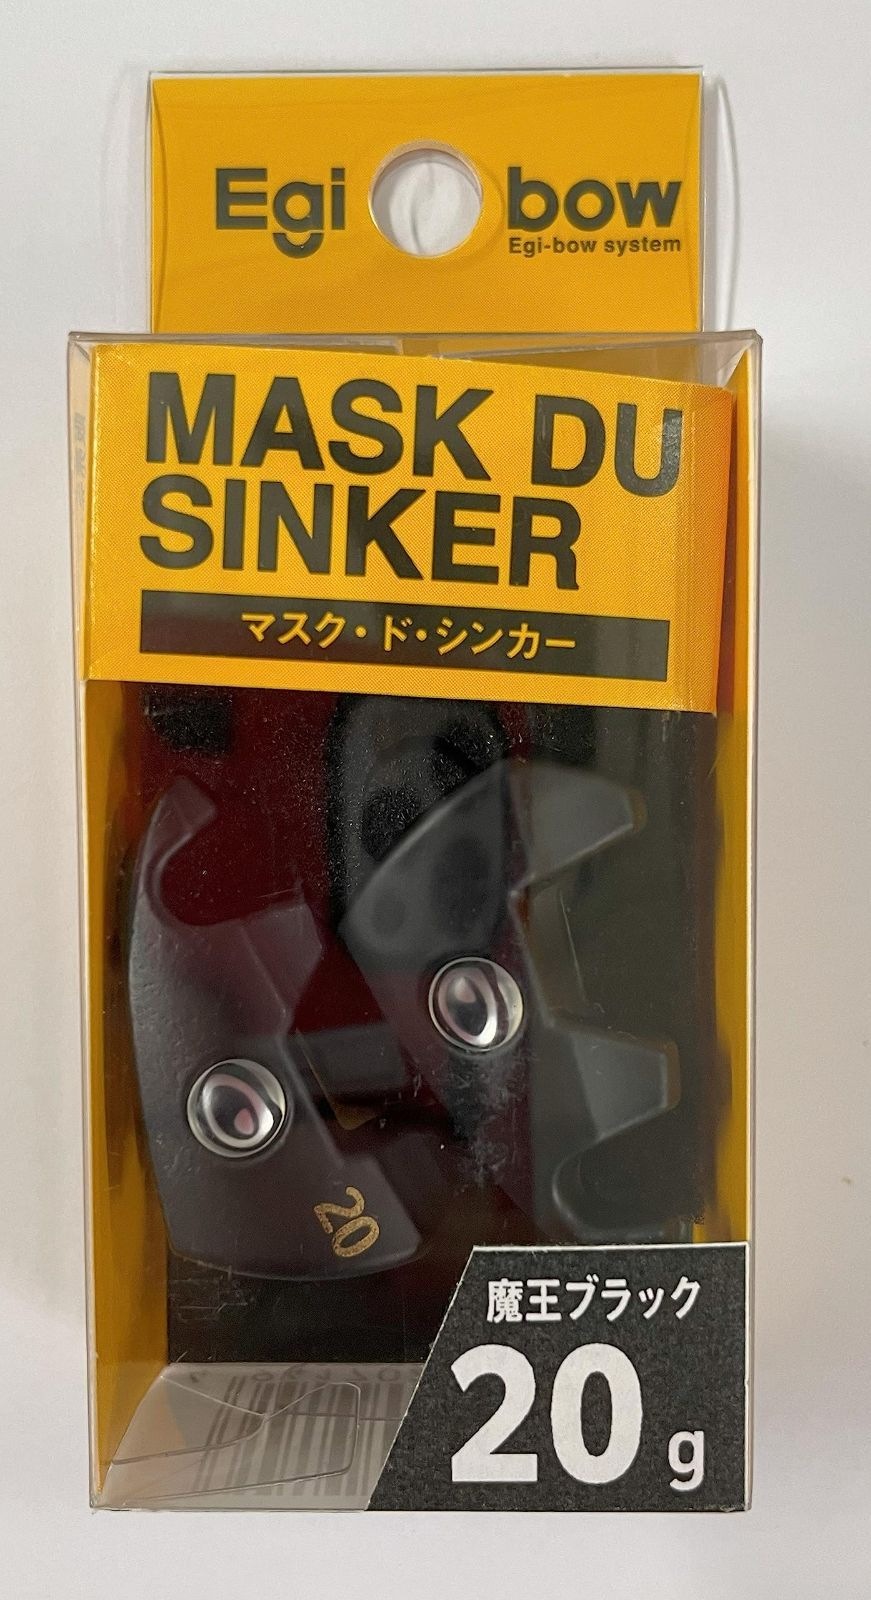 Egi bow
Egi-bow system
MASK DU
SINKER
マスク・ド・シンカー
20
魔王ブラック
20g